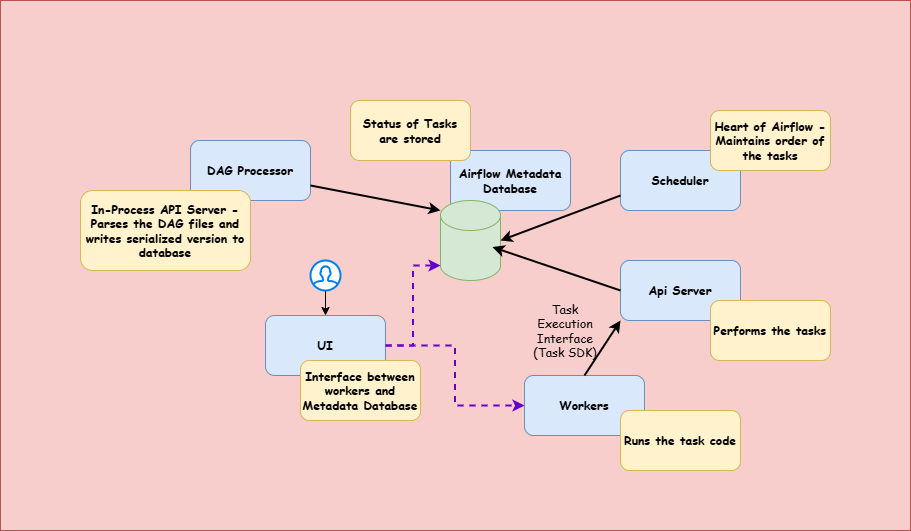 Status of Tasks
are stored
Heart of Airflow -
Maintains order of
the tasks
DAG Processor
Airflow Metadata
Database
Scheduler
In-Process API Server -
Parses the DAG files and
writes serialized version to
database
Api Server
Task
Execution
Interface
(Task SDK)
Performs the tasks
UI
Interface between
workers and
Metadata Database
Workers
Runs the task code